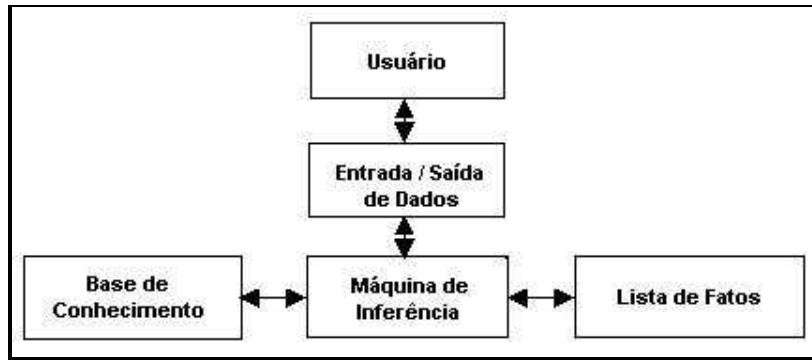 Usuário
Entrada / Saída
de Dados
Base de
Conhecimento
Máquina de
Inferência
Lista de Fatos